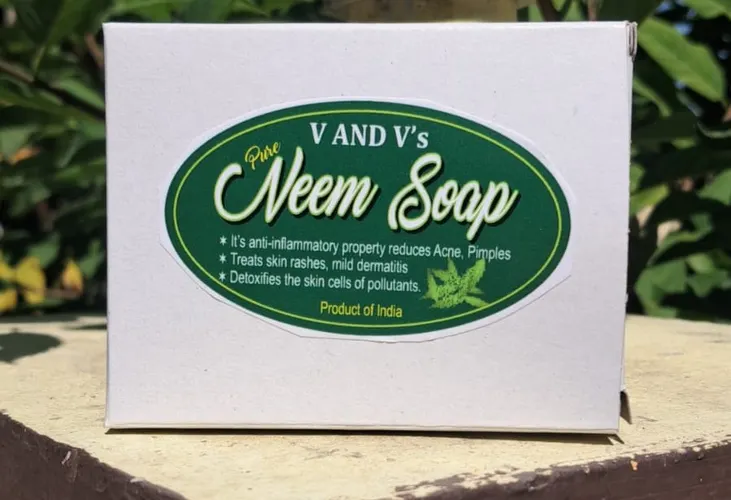 V AND V's
Pure
Neem Soap
✶ It's anti-inflammatory property reduces Acne, Pimples
✶ Treats skin rashes, mild dermatitis
✶ Detoxifies the skin cells of pollutants.
Product of India